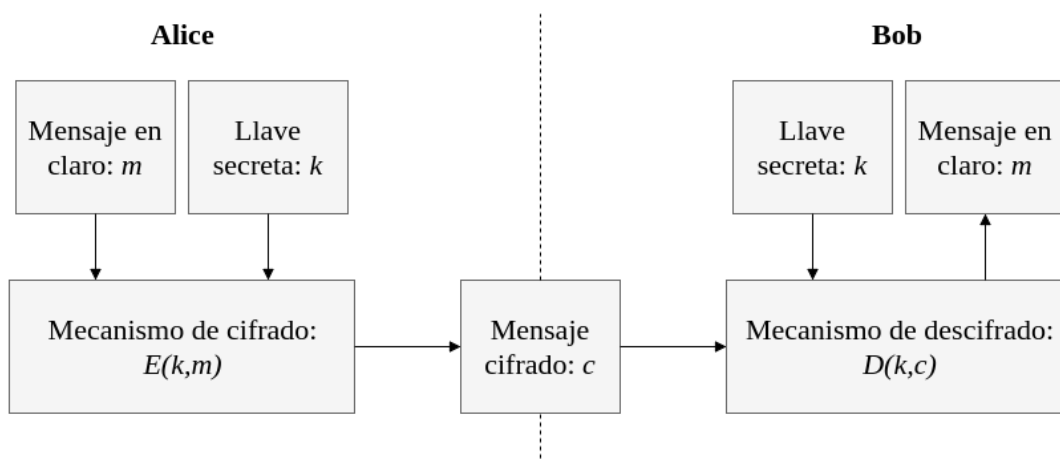 Alice
Bob
Mensaje en
claro: m
Llave
secreta: k
Llave
secreta: k
Mensaje en
claro: m
Mecanismo de cifrado:
E(k,m)
Mensaje
cifrado: c
Mecanismo de descifrado:
D(k,c)